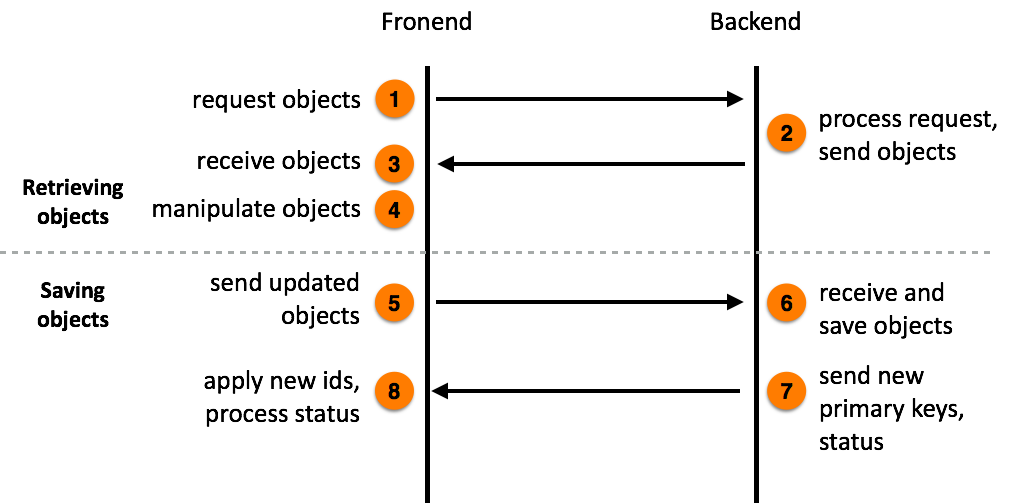 Fronend
Backend
request objects
1
2
process request,
send objects
receive objects
3
Retrieving
objects
manipulate objects
4
Saving
objects
send updated
objects
5
6
receive and
save objects
apply new ids,
process status
8
7
send new
primary keys,
status